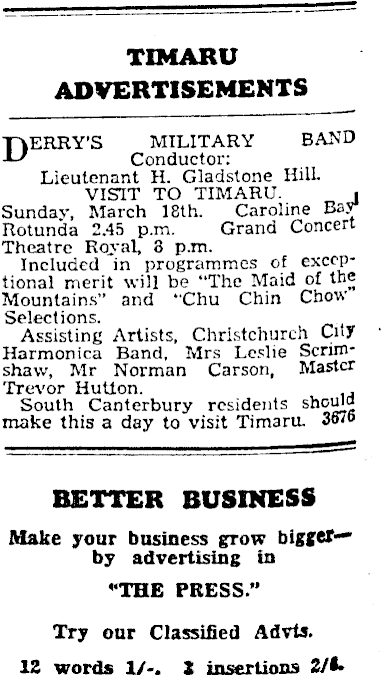 TIMARU
ADVERTISEMENTS
DERRY'S MILITARY BAND
Conductor:
Lieutenant H. Gladstone Hill.
VISIT TO TIMARU.
Sunday, March 18th. Caroline Bay
Rotunda 2.45 p.m. Grand Concert
Theatre Royal, 8 p.m.
Included in programmes of excep-
tional merit will be "The Maid of the
Mountains" and "Chu Chin Chow"
Selections.
Assisting Artists, Christchurch City
Harmonica Band, Mrs Leslie Scrim-
shaw, Mr Norman Carson, Master
Trevor Hutton.
South Canterbury residents should
make this a day to visit Timaru. 3676
BETTER BUSINESS
Make your business grow bigger—
by advertising in
"THE PRESS."
Try our Classified Advts.
12 words 1/-. 3 insertions 2/6.